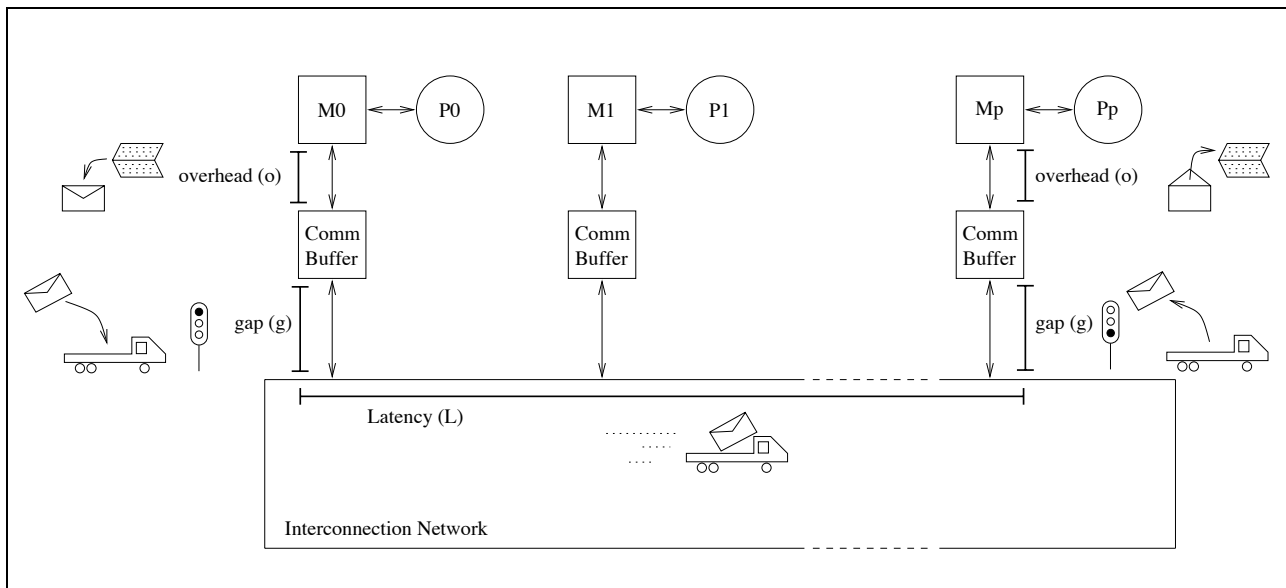 M0
P0
M1
P1
Mp
Pp
overhead (o)
overhead (o)
Comm
Buffer
Comm
Buffer
Comm
Buffer
gap (g)
gap (g)
Latency (L)
Interconnection Network